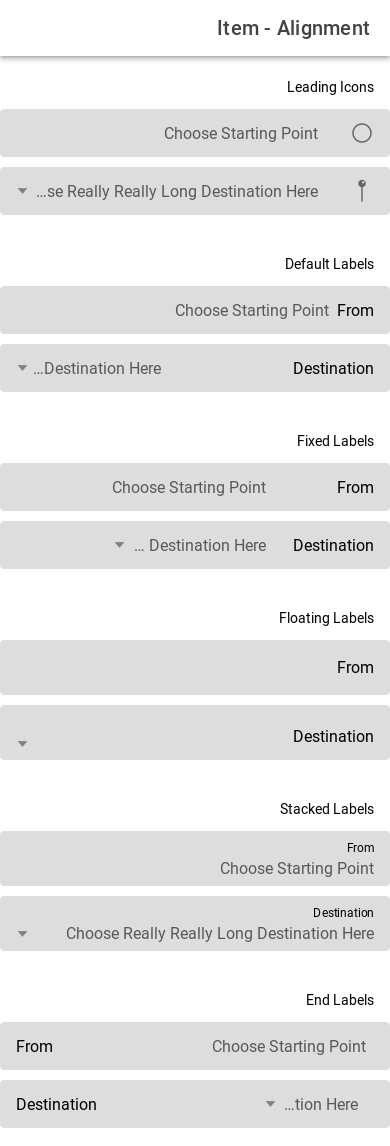 Item - Alignment
Leading Icons
Choose Starting Point
...se Really Really Long Destination Here
Default Labels
From Choose Starting Point
Destination ...Destination Here
Fixed Labels
From Choose Starting Point
Destination ... Destination Here
Floating Labels
From
Destination
Stacked Labels
From
Choose Starting Point
Destination
Choose Really Really Long Destination Here
End Labels
Choose Starting Point From
...tion Here Destination